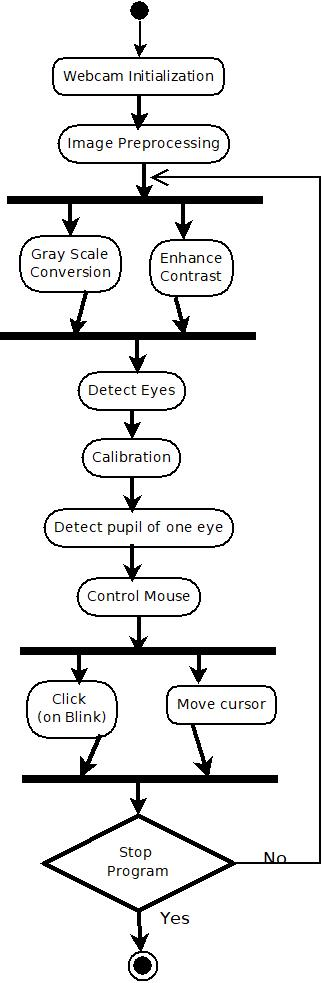 Webcam Initialization
Image Preprocessing
Gray Scale
Conversion
Enhance
Contrast
Detect Eyes
Calibration
Detect pupil of one eye
Control Mouse
Click
(on Blink)
Move cursor
Stop
Program
No
Yes